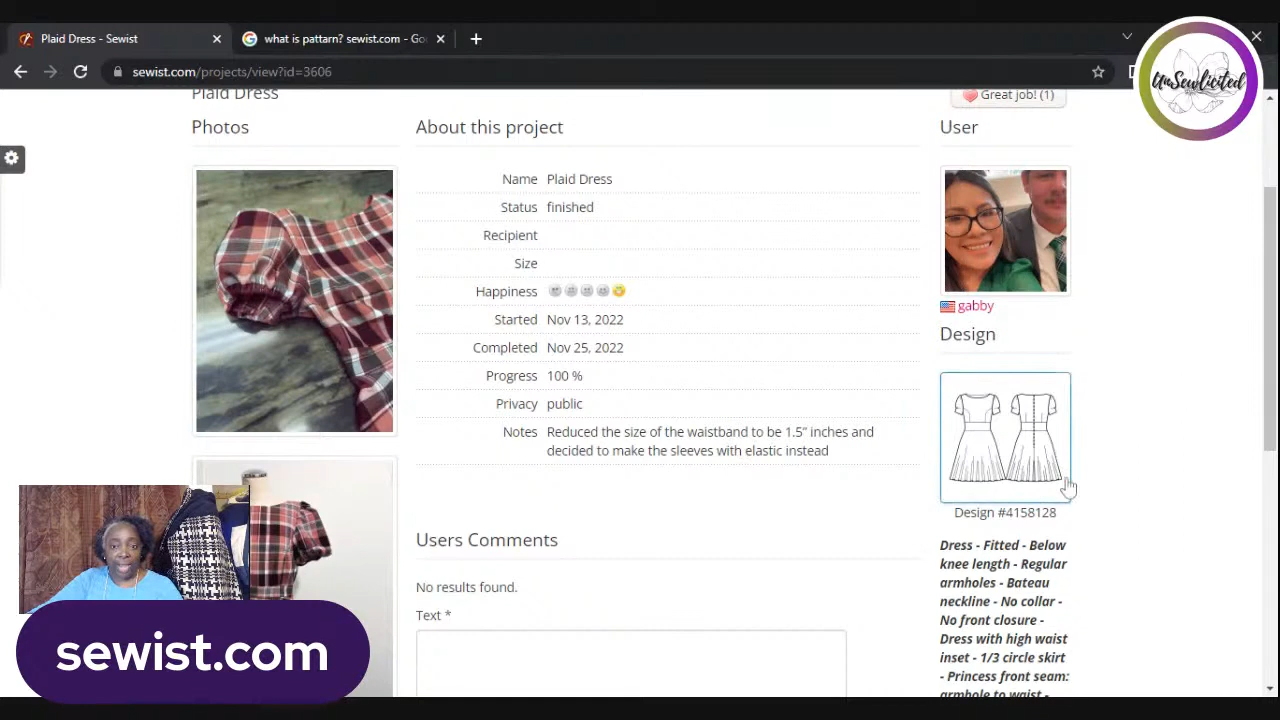 Plaid Dress - Sewist
what is pattarn? sewist.com - Go
sewist.com/projects/view?id=3606
UnSewlicited
Plaid Dress
Great job! (1)
Photos
About this project
User
Name Plaid Dress
Status finished
Recipient
Size
Happiness
Started Nov 13, 2022
Completed Nov 25, 2022
Progress 100 %
Privacy public
Notes Reduced the size of the waistband to be 1.5” inches and
decided to make the sleeves with elastic instead
gabby
Design
Design #4158128
Dress - Fitted - Below
knee length - Regular
armholes - Bateau
neckline - No collar -
No front closure -
Dress with high waist
inset - 1/3 circle skirt
- Princess front seam:
armhole to waist -
Users Comments
No results found.
Text *
sewist.com